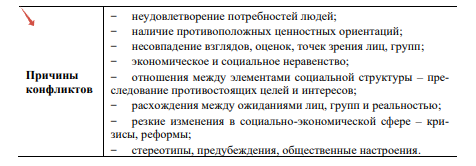 – неудовлетворение потребностей людей;
– наличие противоположных ценностных ориентаций;
– несовпадение взглядов, оценок, точек зрения лиц, групп;
– экономическое и социальное неравенство;
Причины конфликтов
– отношения между элементами социальной структуры – пре-
следование противостоящих целей и интересов;
– расхождения между ожиданиями лиц, групп и реальностью;
– резкие изменения в социально-экономической сфере – кри-
зисы, реформы;
– стереотипы, предубеждения, общественные настроения.